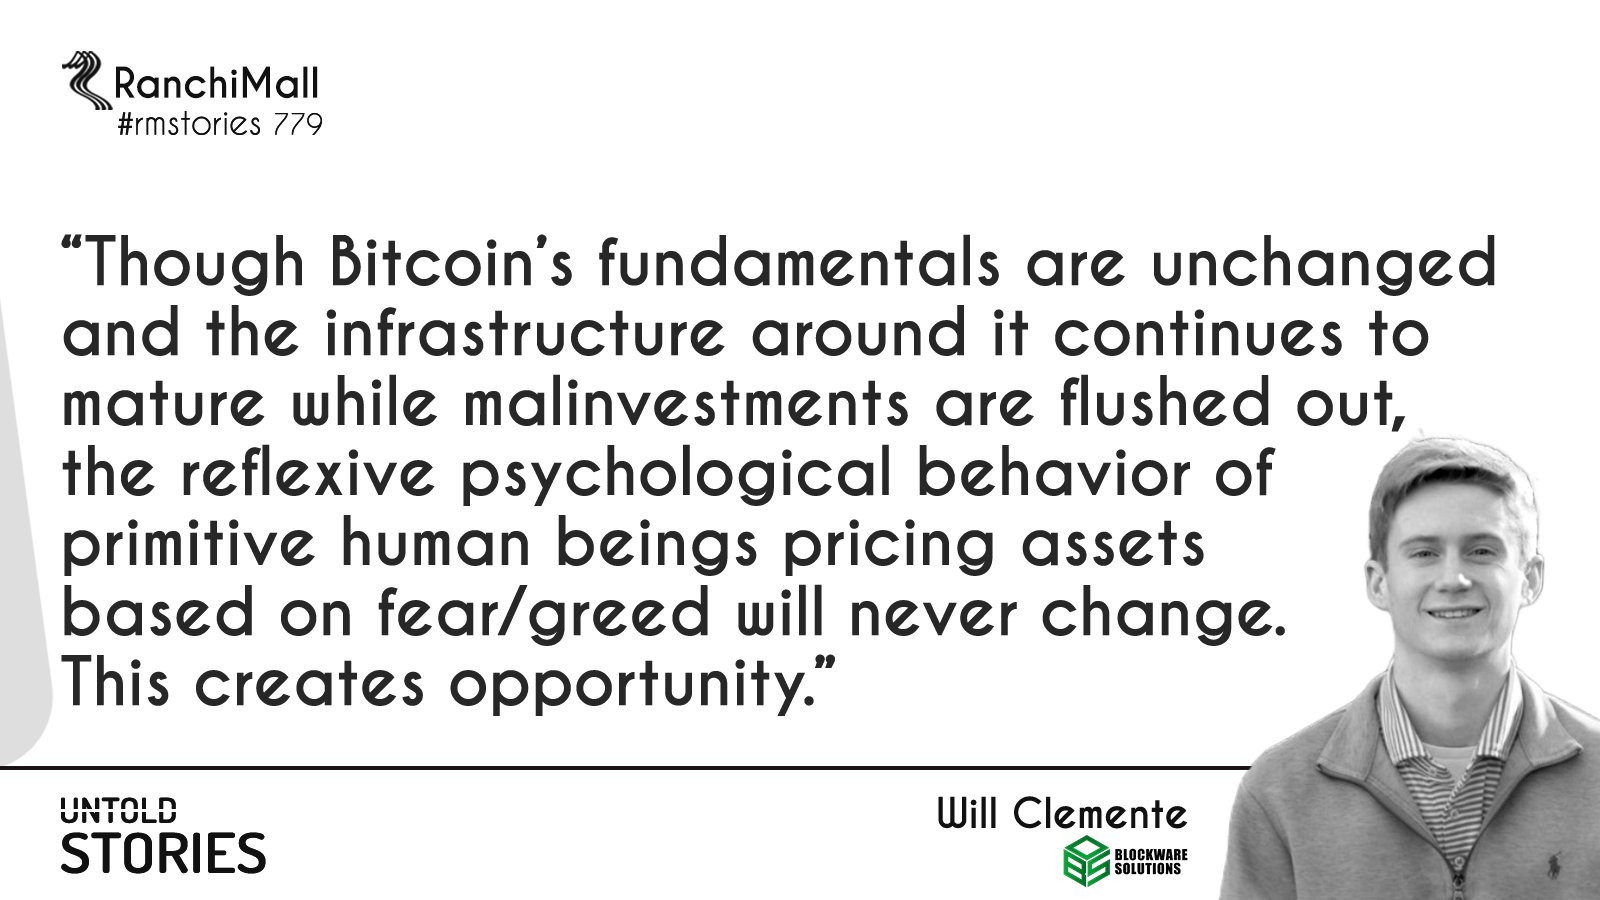 RanchiMall
#rmstories 779
“Though Bitcoin’s fundamentals are unchanged
and the infrastructure around it continues to
mature while malinvestments are flushed out,
the reflexive psychological behavior of
primitive human beings pricing assets
based on fear/greed will never change.
This creates opportunity.”
UNTOLD
STORIES
Will Clemente
BLOCKWARE
SOLUTIONS